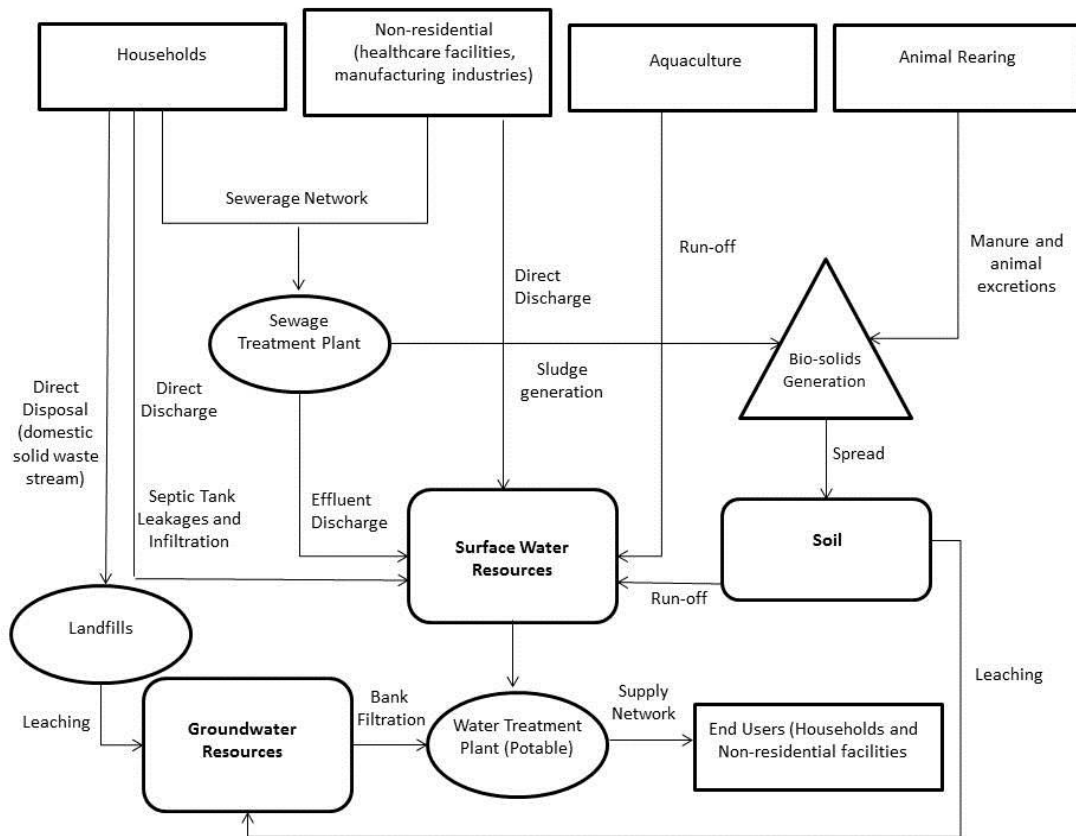 Households
Non-residential
(healthcare facilities,
manufacturing industries)
Aquaculture
Animal Rearing
Sewerage Network
Run-off
Manure and
animal
excretions
Direct
Discharge
Sewage
Treatment Plant
Sludge
generation
Bio-solids
Generation
Direct
Disposal
(domestic
solid waste
stream)
Direct
Discharge
Spread
Septic Tank
Leakages and
Infiltration
Effluent
Discharge
Surface Water
Resources
Soil
Run-off
Landfills
Leaching
Leaching
Groundwater
Resources
Bank
Filtration
Water Treatment
Plant (Potable)
Supply
Network
End Users (Households and
Non-residential facilities